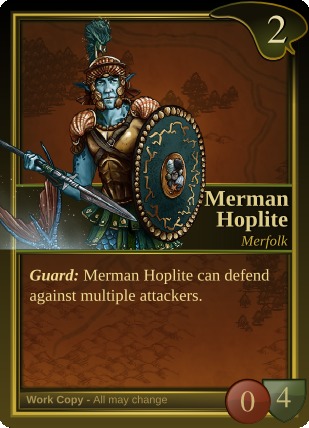 2
Merman
Hoplite
Merfolk
Guard: Merman Hoplite can defend
against multiple attackers.
Work Copy - All may change
0
4